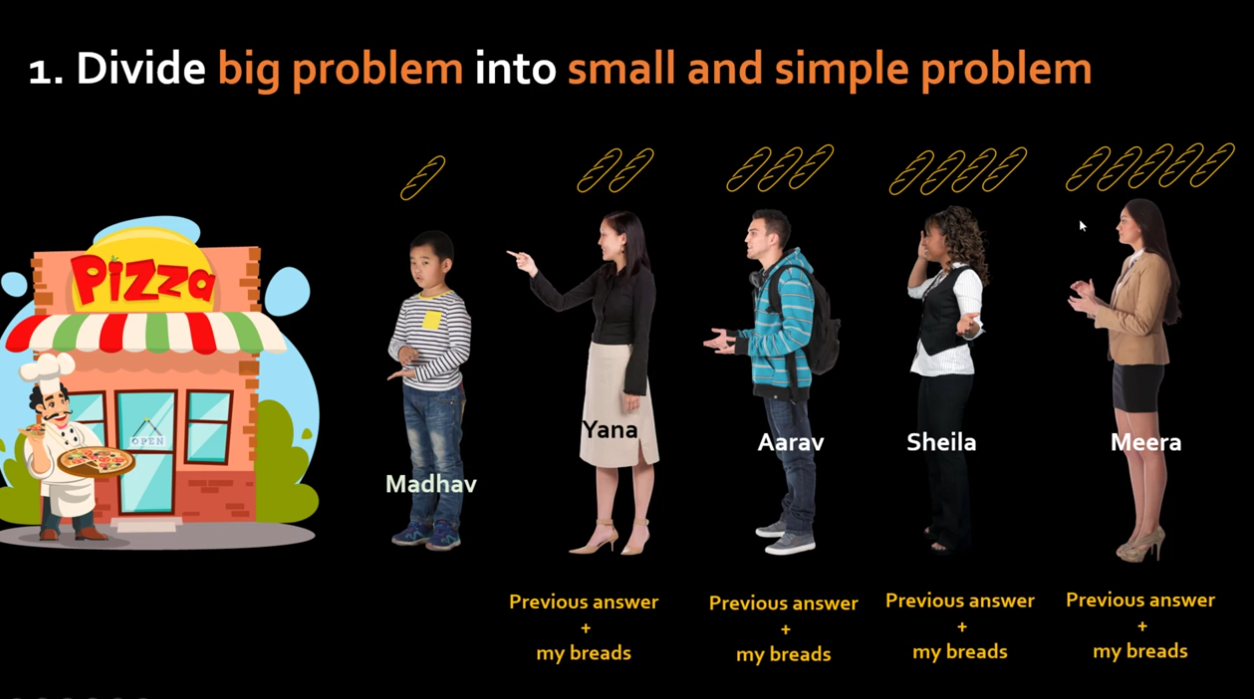 1. Divide big problem into small and simple problem
Pizza
OPEN
Madhav
Yana
Aarav
Sheila
Meera
Previous answer
+
my breads
Previous answer
+
my breads
Previous answer
+
my breads
Previous answer
+
my breads